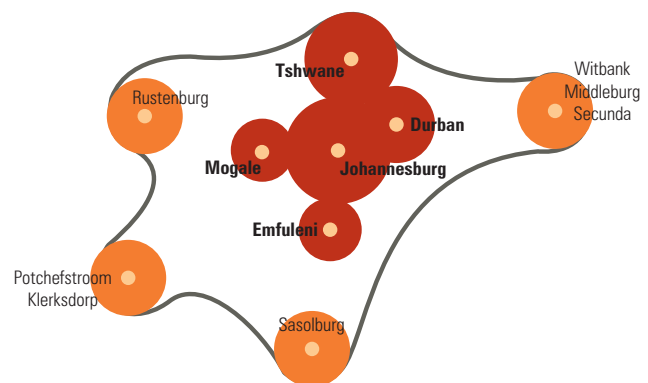 Tshwane
Witbank
Middleburg
Secunda
Rustenburg
Durban
Mogale
Johannesburg
Emfuleni
Potchefstroom
Klerksdorp
Sasolburg